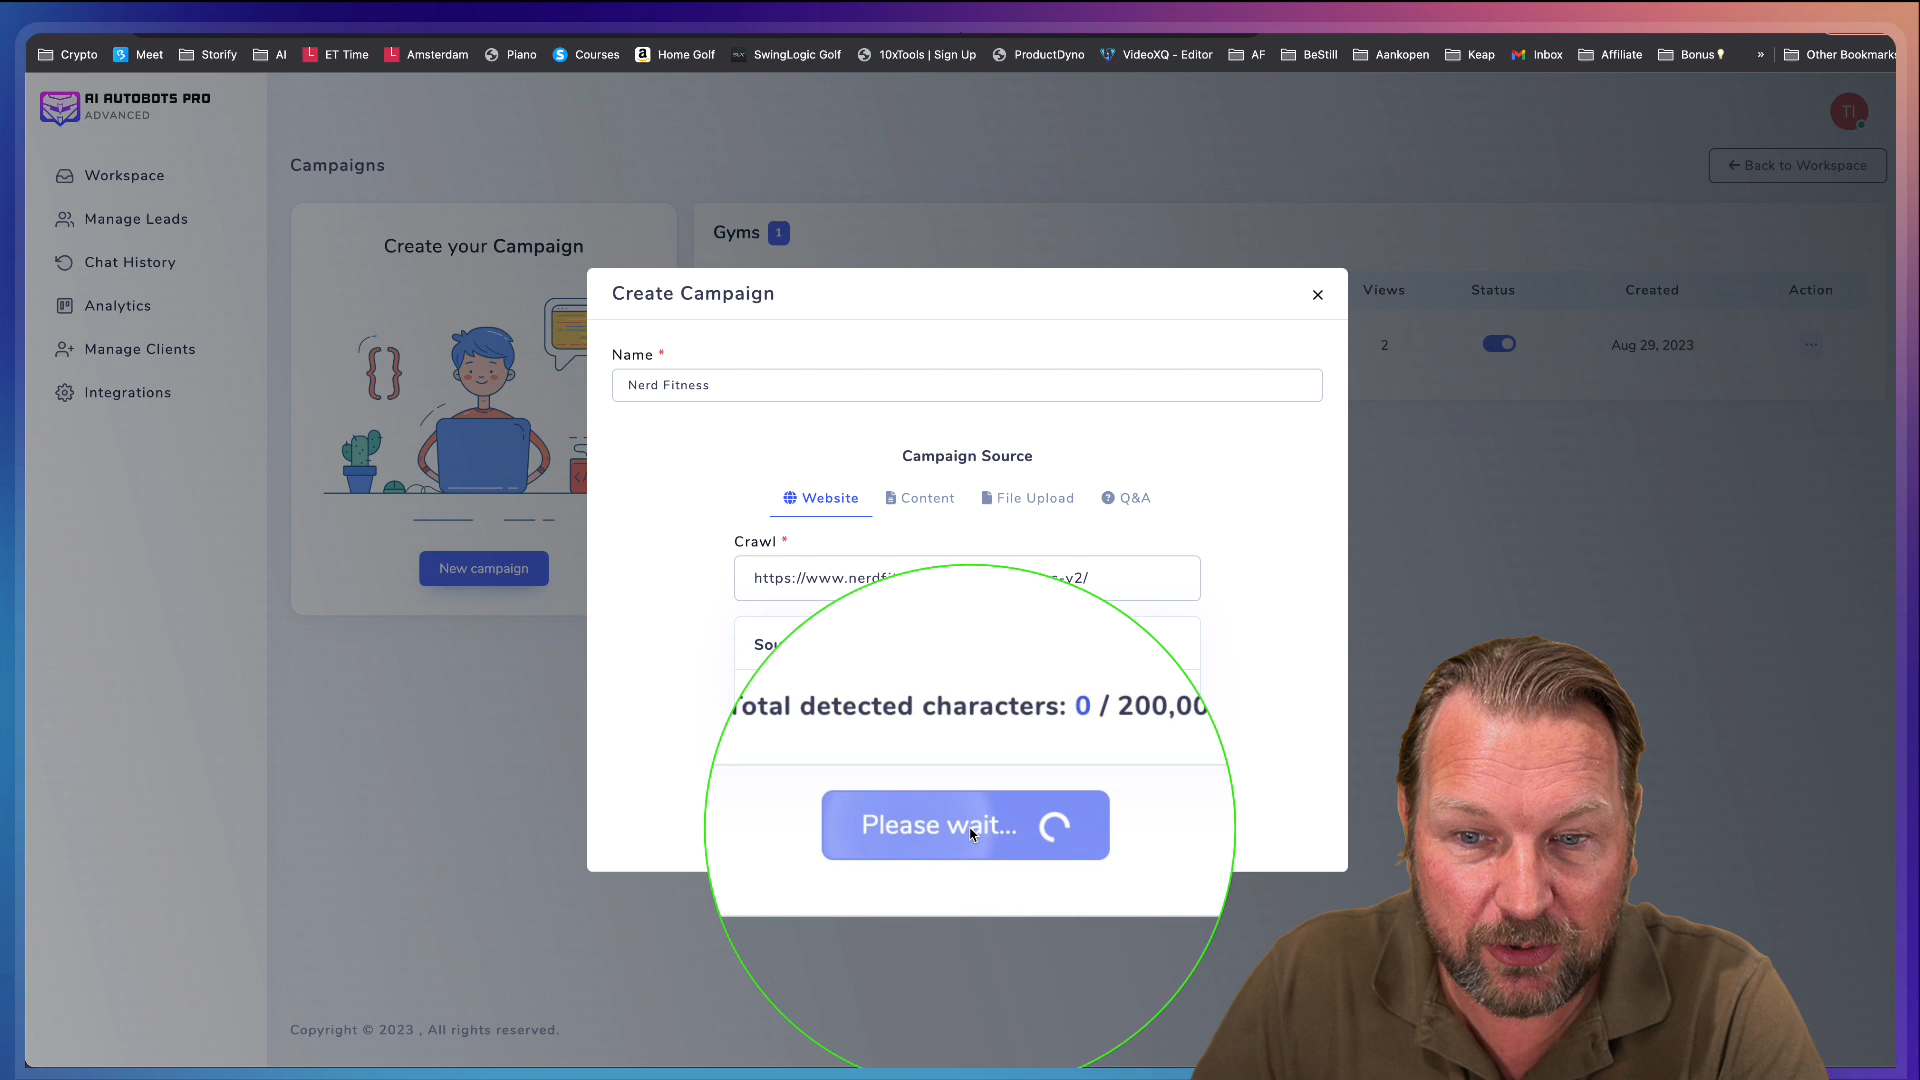 Crypto Meet Storify AI ET Time Amsterdam Piano Courses Home Golf SwingLogic Golf 10xTools | Sign Up ProductDyno VideoXQ - Editor AF BeStill Aankopen Keap Inbox Affiliate Bonus » Other Bookmarks
AI AUTOBOTS PRO
ADVANCED
TI
Workspace
Manage Leads
Chat History
Analytics
Manage Clients
Integrations
Campaigns
← Back to Workspace
Create your Campaign
New campaign
Gyms 1
Views Status Created Action
2 Aug 29, 2023 ...
Create Campaign
Name *
Nerd Fitness
Campaign Source
Website Content File Upload Q&A
Crawl *
https://www.nerdfi
-v2/
Total detected characters: 0 / 200,00
Please wait...
Copyright © 2023 , All rights reserved.